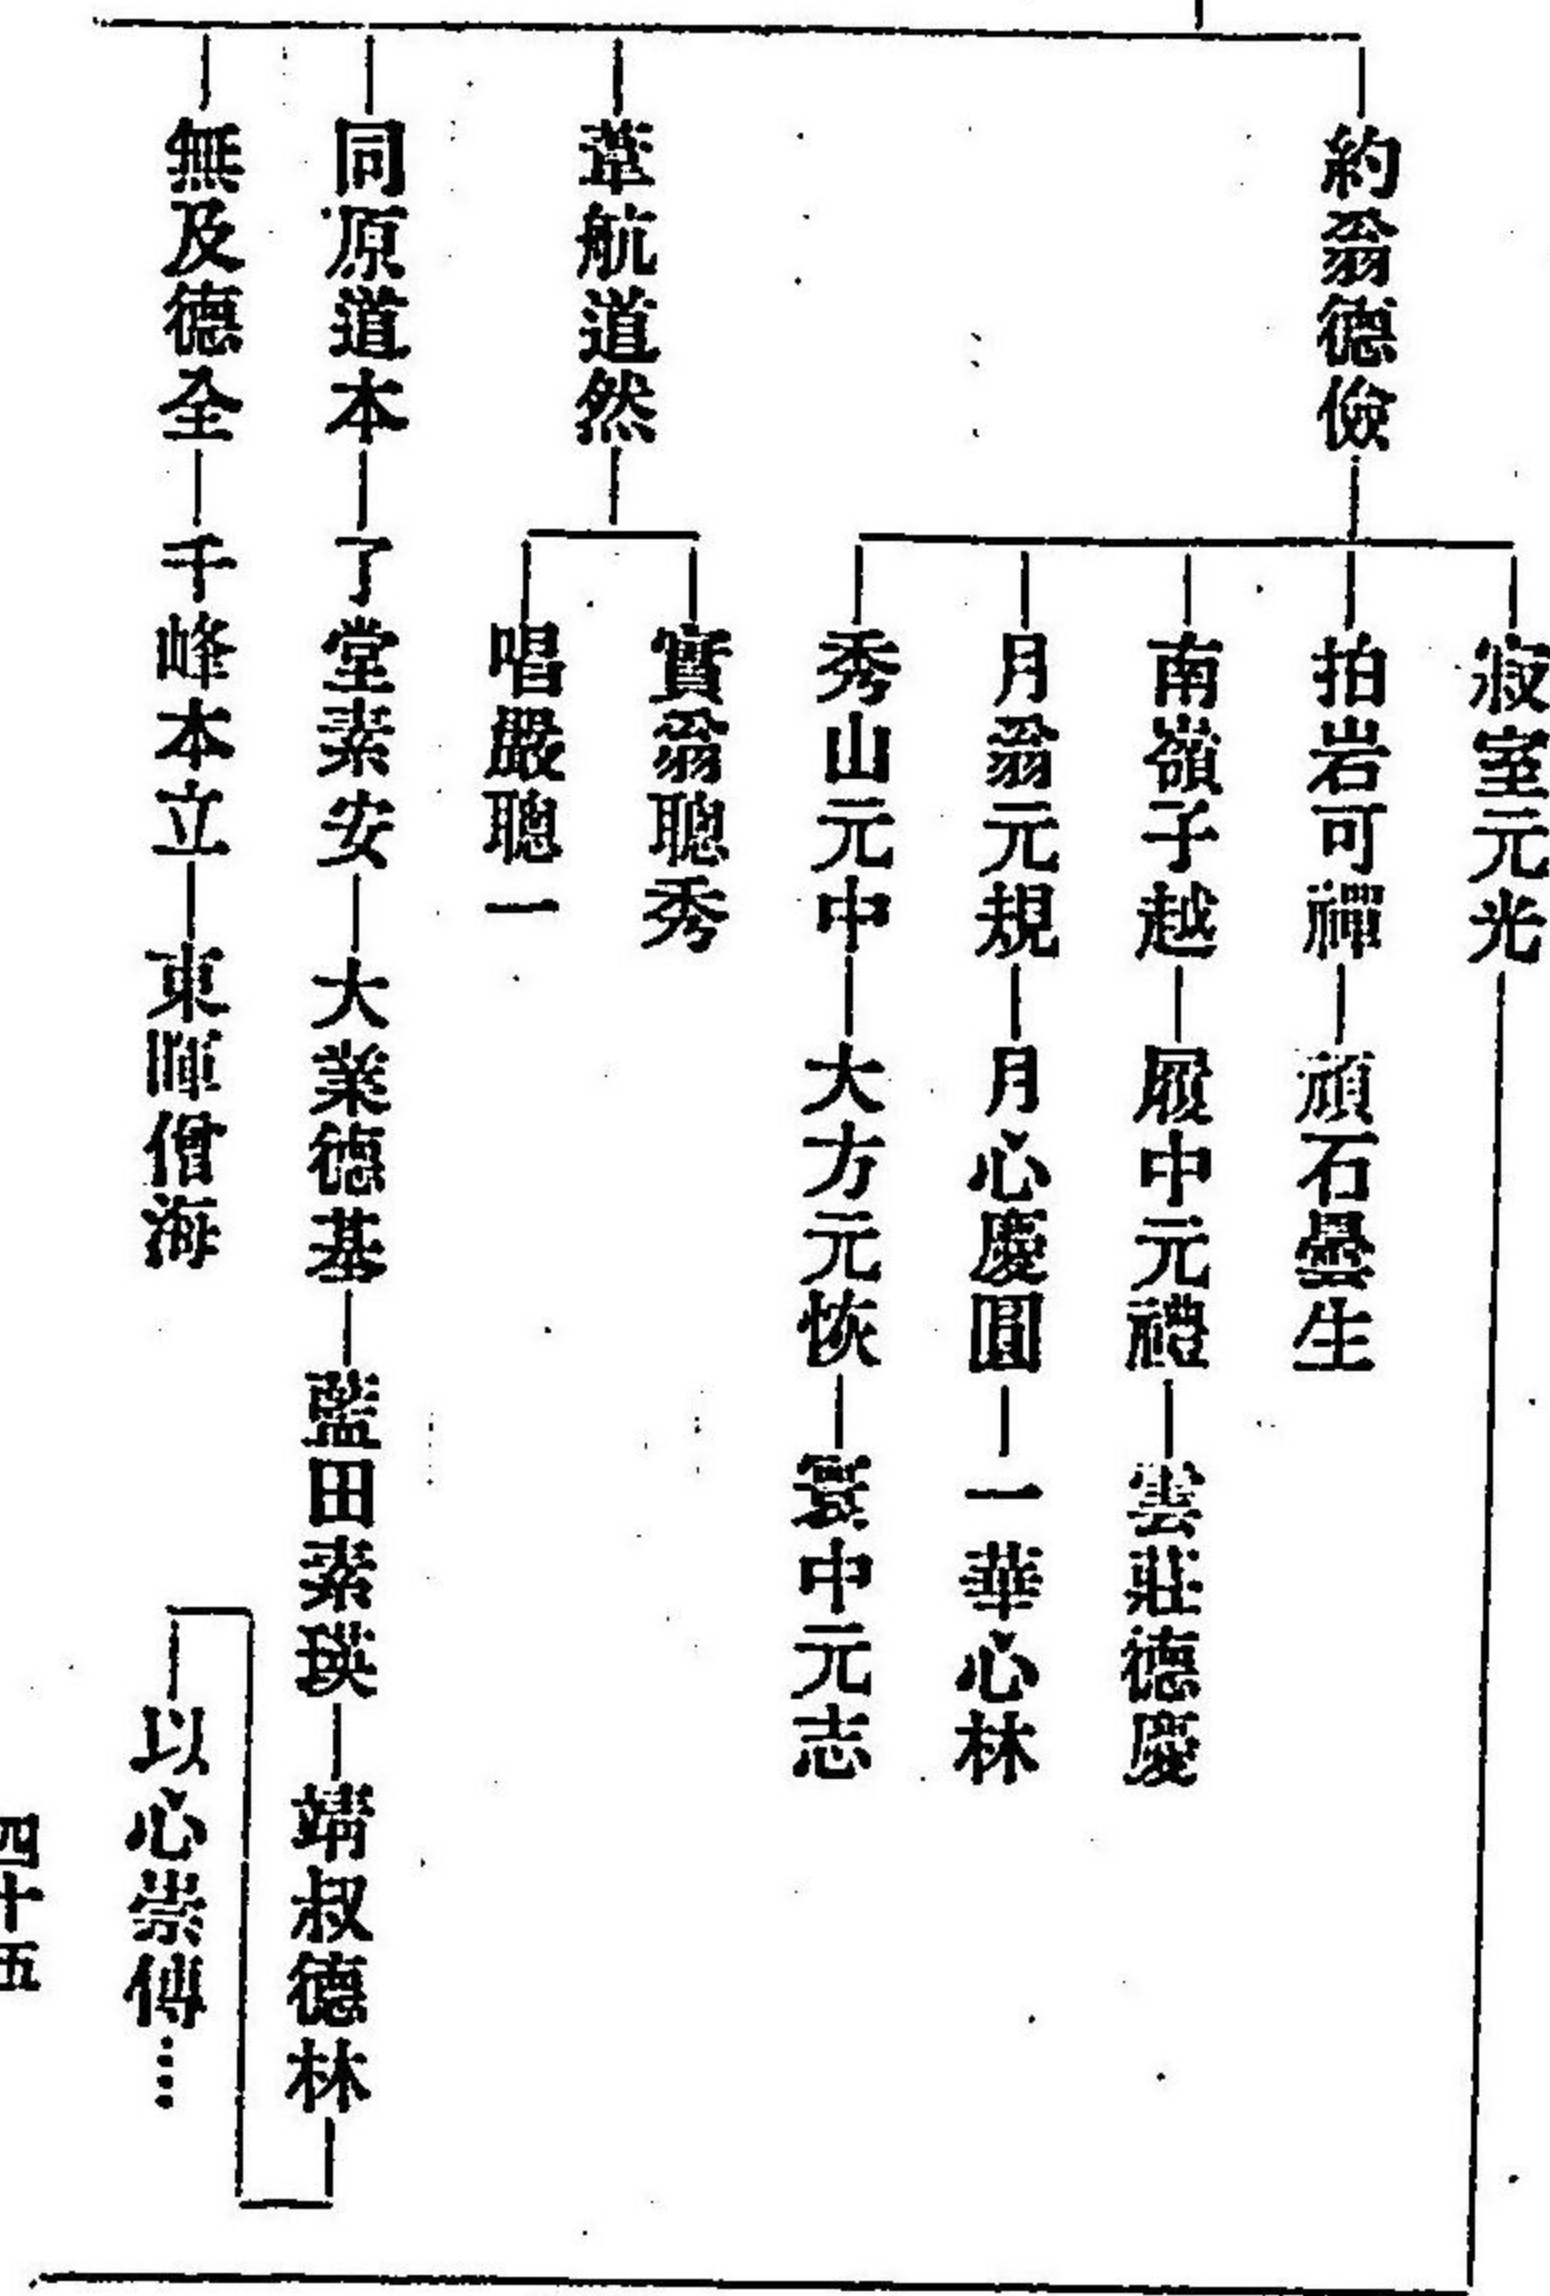 約翁德儉
寂室元光
拍岩可禪
頑石曇生
南嶺子越
履中元禮
雲莊德慶
月翁元規
月心慶圓
一華心林
秀山元中
大方元恢
寰中元志
葦航道然
實翁聰秀
唱嚴聰一
同原道本
了堂素安
大業德基
藍田素瑛
靖叔德林
以心崇傳⋯
無及德全
千峰本立
東暉僧海
四十五